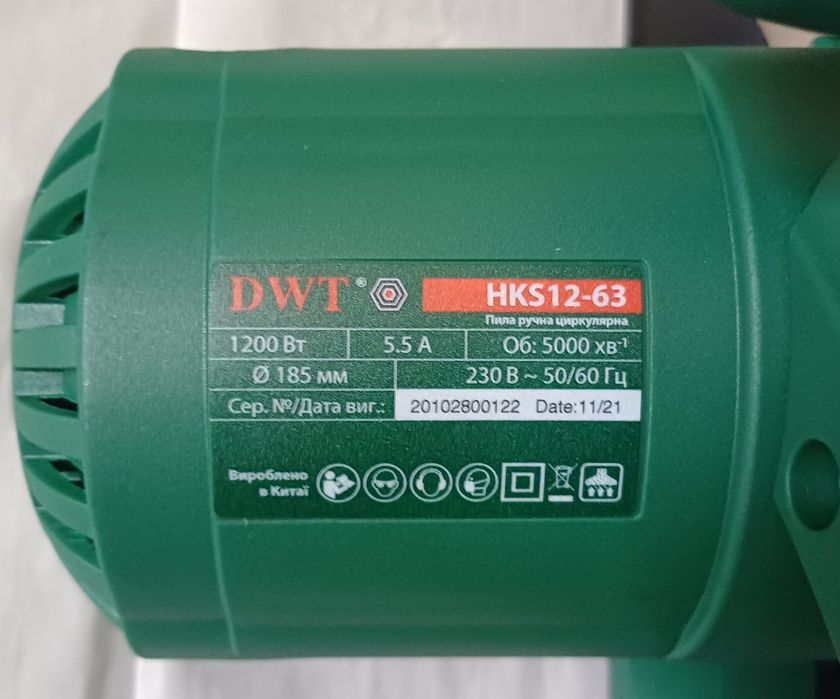 DWT® HKS12-63
Пила ручна циркулярна
1200 Вт 5.5 А Об: 5000 хв⁻¹
Ø 185 мм 230 В ~ 50/60 Гц
Сер. №/Дата виг.: 20102800122 Date:11/21
Вироблено
в Китаї